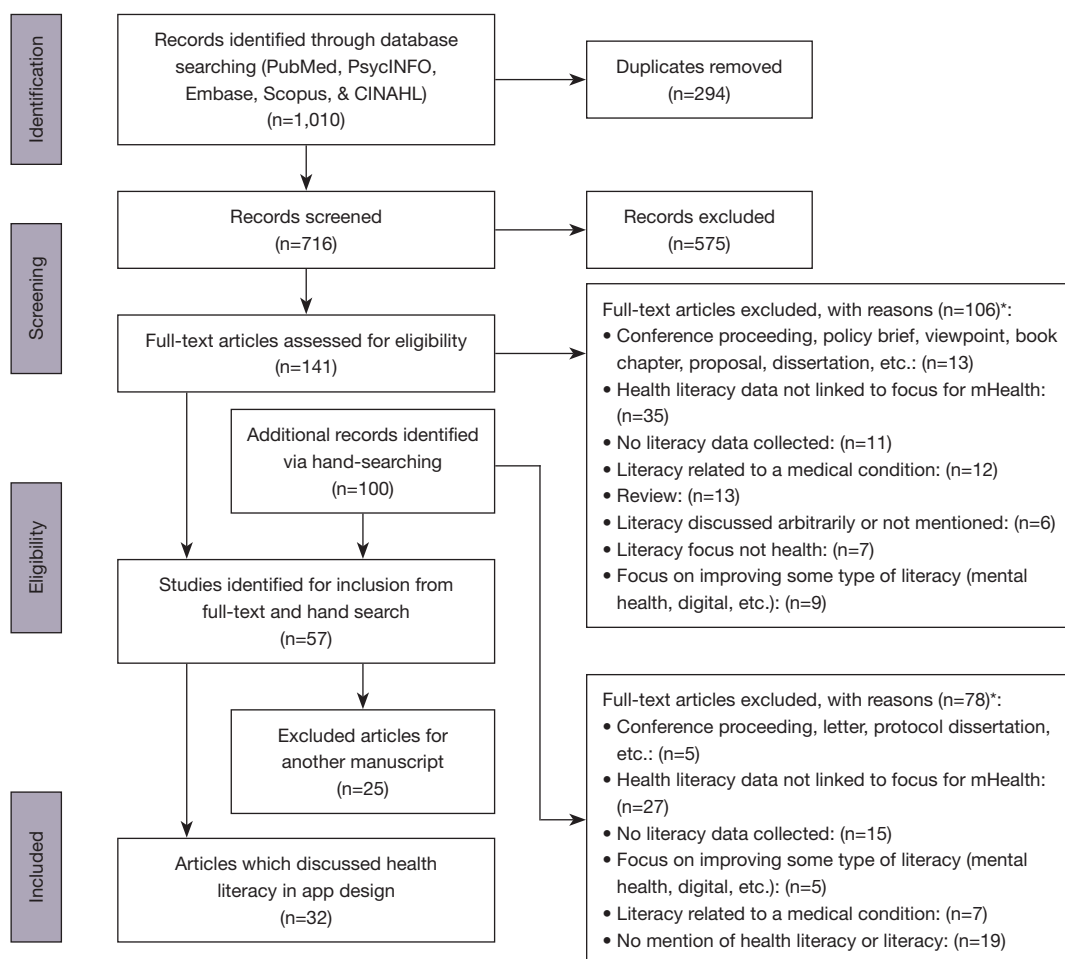 Identification
Records identified through database
searching (PubMed, PsycINFO,
Embase, Scopus, & CINAHL)
(n=1,010)
Duplicates removed
(n=294)
Screening
Records screened
(n=716)
Records excluded
(n=575)
Full-text articles assessed for eligibility
(n=141)
Full-text articles excluded, with reasons (n=106)*:
• Conference proceeding, policy brief, viewpoint, book
chapter, proposal, dissertation, etc.: (n=13)
• Health literacy data not linked to focus for mHealth:
(n=35)
• No literacy data collected: (n=11)
• Literacy related to a medical condition: (n=12)
• Review: (n=13)
• Literacy discussed arbitrarily or not mentioned: (n=6)
• Literacy focus not health: (n=7)
• Focus on improving some type of literacy (mental
health, digital, etc.): (n=9)
Additional records identified
via hand-searching
(n=100)
Eligibility
Studies identified for inclusion from
full-text and hand search
(n=57)
Excluded articles for
another manuscript
(n=25)
Full-text articles excluded, with reasons (n=78)*:
• Conference proceeding, letter, protocol dissertation,
etc.: (n=5)
• Health literacy data not linked to focus for mHealth:
(n=27)
• No literacy data collected: (n=15)
• Focus on improving some type of literacy (mental
health, digital, etc.): (n=5)
• Literacy related to a medical condition: (n=7)
• No mention of health literacy or literacy: (n=19)
Included
Articles which discussed health
literacy in app design
(n=32)